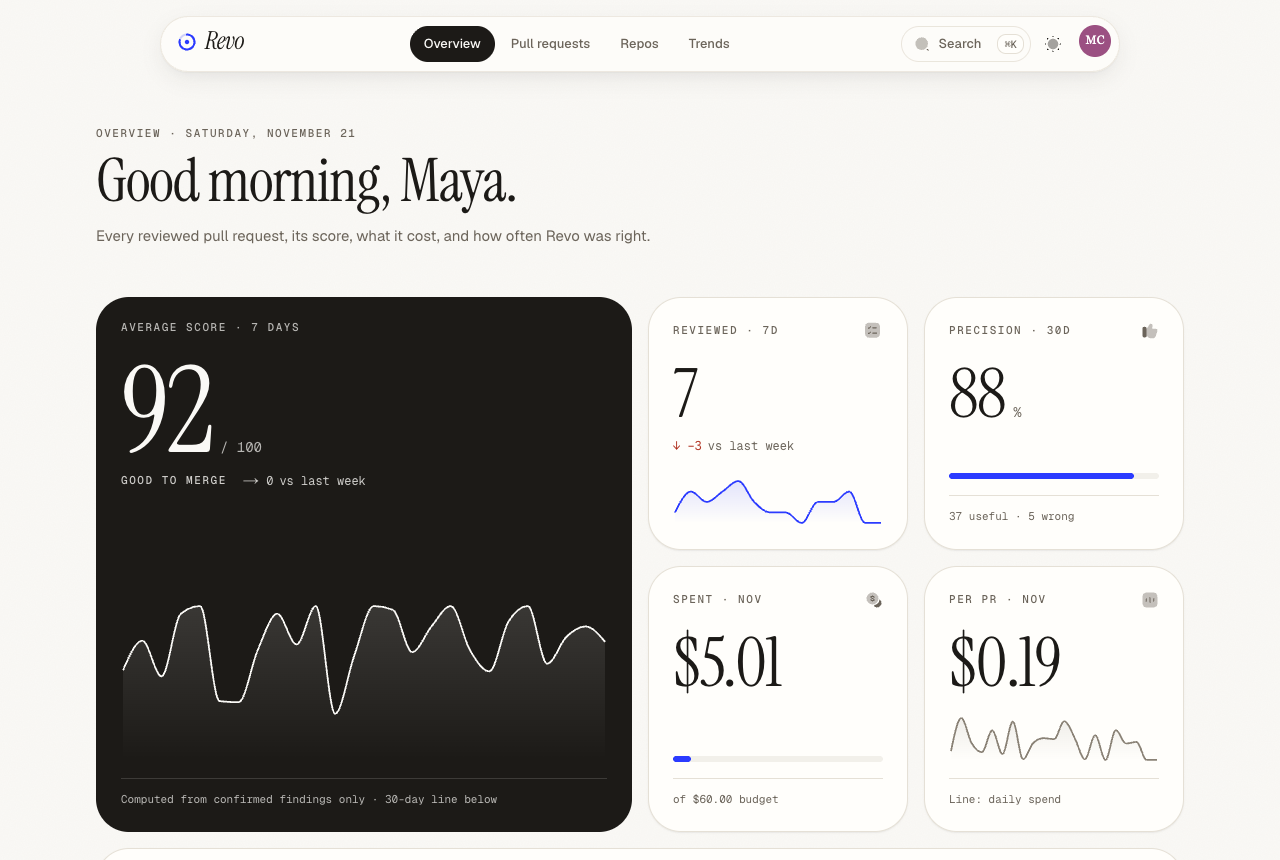 Revo
Overview
Pull requests
Repos
Trends
Search
⌘K
MC
OVERVIEW · SATURDAY, NOVEMBER 21
Good morning, Maya.
Every reviewed pull request, its score, what it cost, and how often Revo was right.
AVERAGE SCORE · 7 DAYS
92 / 100
GOOD TO MERGE → 0 vs last week
Computed from confirmed findings only · 30-day line below
REVIEWED · 7D
7
↓ −3 vs last week
PRECISION · 30D
88 %
37 useful · 5 wrong
SPENT · NOV
$5.01
of $60.00 budget
PER PR · NOV
$0.19
Line: daily spend